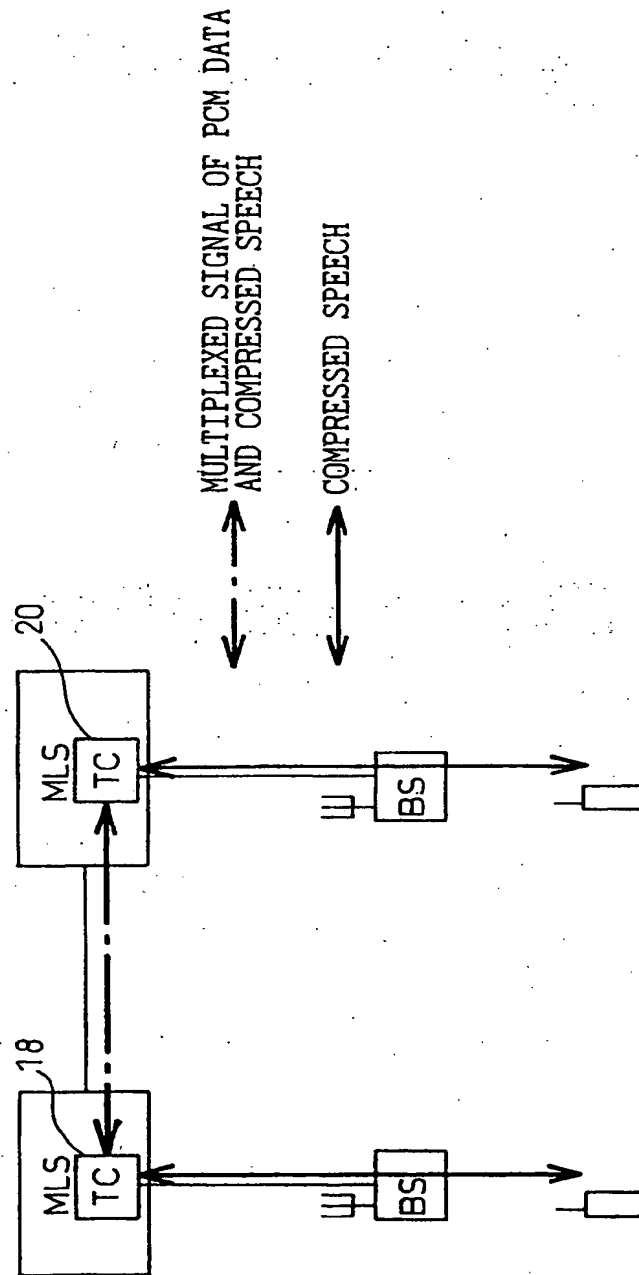 18
20
MLS
TC
MLS
TC
BS
BS
MULTIPLEXED SIGNAL OF PCM DATA
AND COMPRESSED SPEECH
COMPRESSED SPEECH